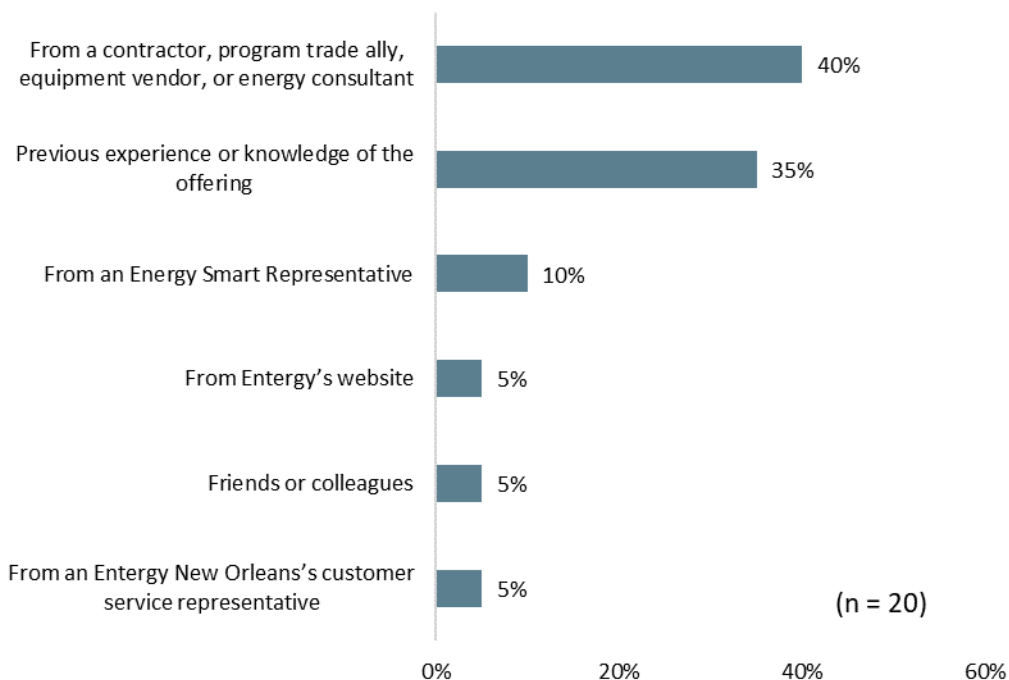 From a contractor, program trade ally,
equipment vendor, or energy consultant
40%
Previous experience or knowledge of the
offering
35%
From an Energy Smart Representative
10%
From Entergy’s website
5%
Friends or colleagues
5%
From an Entergy New Orleans’s customer
service representative
5%
(n = 20)
0% 20% 40% 60%